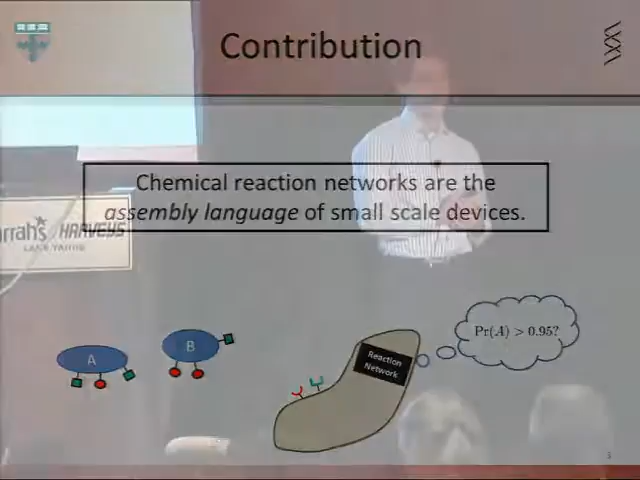 Contribution
Chemical reaction networks are the
assembly language of small scale devices.
rrah's HARVEYS
LAKE TAHOE
A
B
Reaction
Network
Pr(A) > 0.95?